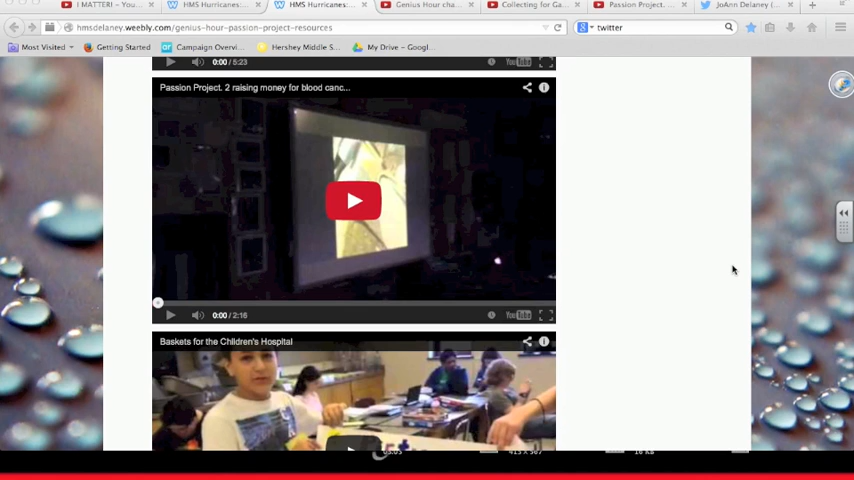 I MATTER! – You...
HMS Hurricanes:...
HMS Hurricanes:...
Genius Hour cha...
Collecting for Ga...
Passion Project. ...
JoAnn Delaney (...
hmsdelaney.weebly.com/genius-hour-passion-project-resources
twitter
Most Visited
Getting Started
Campaign Overvi...
Hershey Middle S...
My Drive – Googl...
0:00 / 5:23
YouTube
Passion Project. 2 raising money for blood canc...
0:00 / 2:16
YouTube
Baskets for the Children's Hospital